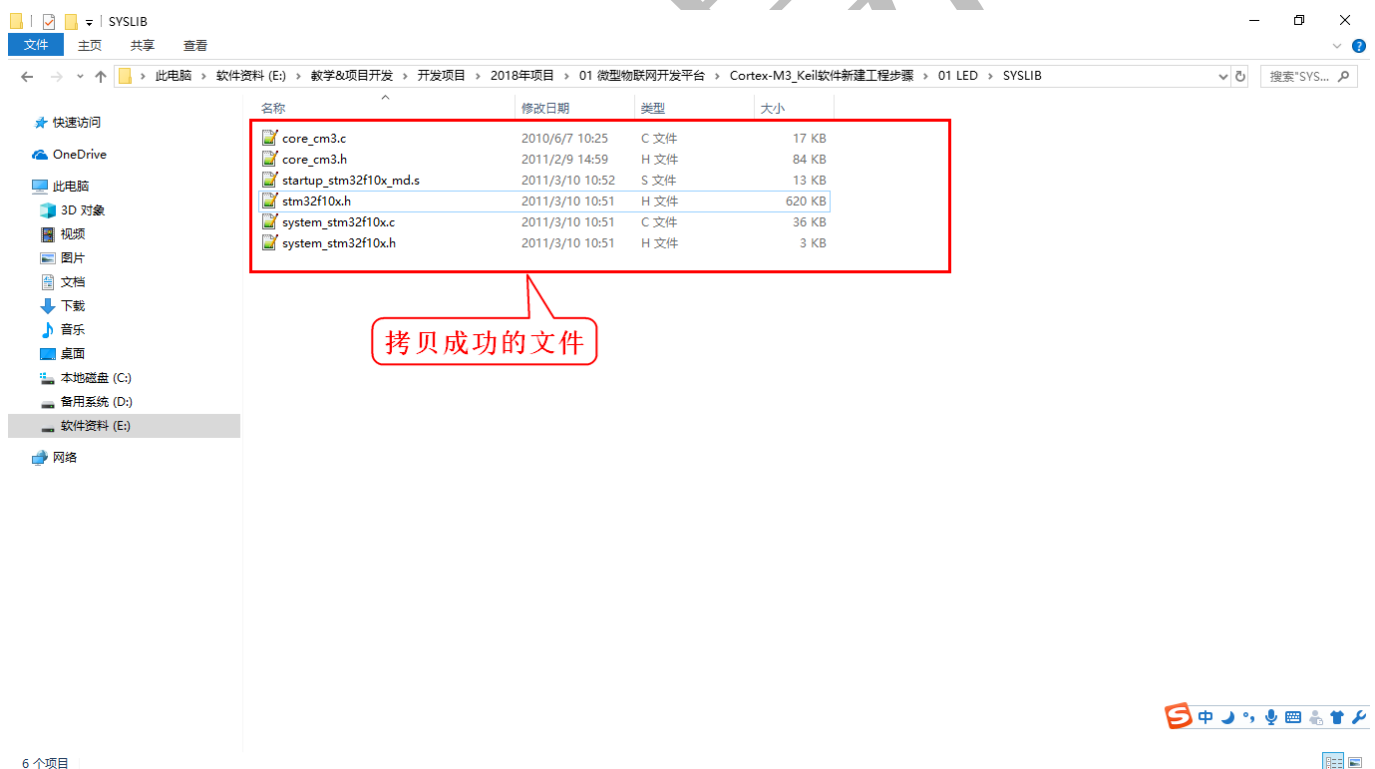 SYSLIB
文件 主页 共享 查看
此电脑 › 软件资料 (E:) › 教学&项目开发 › 开发项目 › 2018年项目 › 01 微型物联网开发平台 › Cortex-M3_Keil软件新建工程步骤 › 01 LED › SYSLIB 搜索"SYS...
名称 修改日期 类型 大小
快速访问
OneDrive
此电脑
3D 对象
视频
图片
文档
下载
音乐
桌面
本地磁盘 (C:)
备用系统 (D:)
软件资料 (E:)
网络
core_cm3.c 2010/6/7 10:25 C 文件 17 KB
core_cm3.h 2011/2/9 14:59 H 文件 84 KB
startup_stm32f10x_md.s 2011/3/10 10:52 S 文件 13 KB
stm32f10x.h 2011/3/10 10:51 H 文件 620 KB
system_stm32f10x.c 2011/3/10 10:51 C 文件 36 KB
system_stm32f10x.h 2011/3/10 10:51 H 文件 3 KB
拷贝成功的文件
中
6 个项目